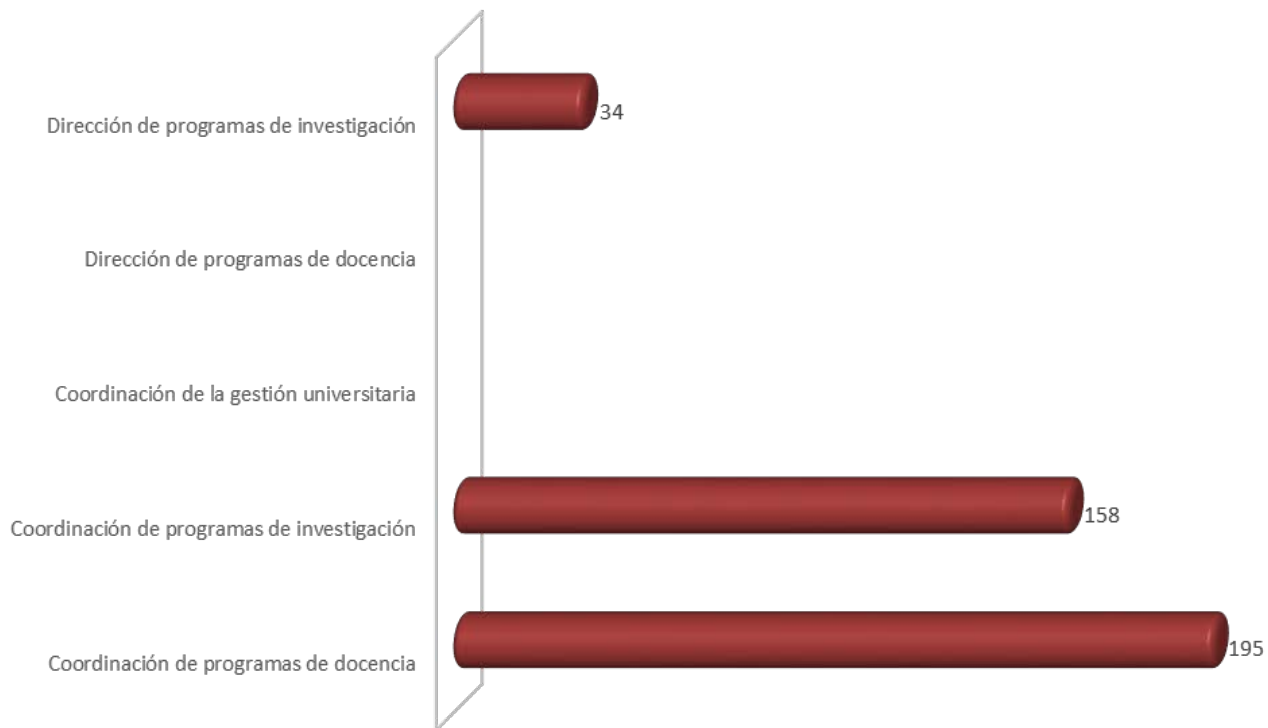 Dirección de programas de investigación
34
Dirección de programas de docencia
Coordinación de la gestión universitaria
Coordinación de programas de investigación
158
Coordinación de programas de docencia
195